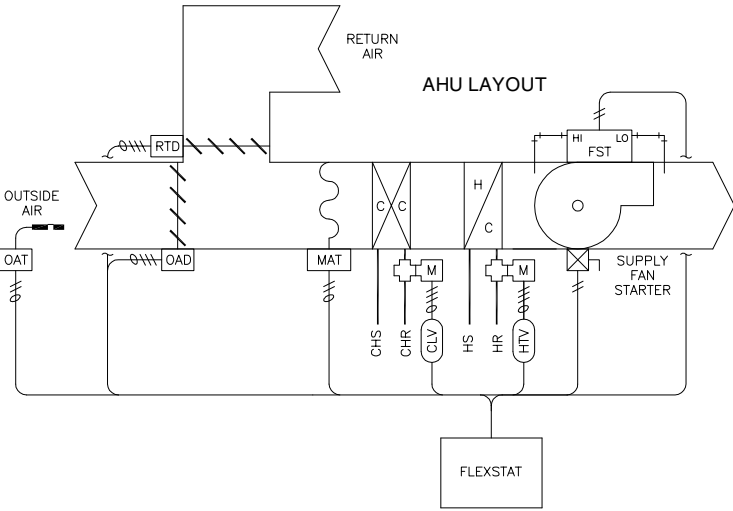 RETURN
AIR
AHU LAYOUT
HI
LO
FST
RTD
OUTSIDE
AIR
H
C
C
C
OAT
OAD
MAT
M
M
SUPPLY
FAN
STARTER
CHS
CHR
CLV
HS
HR
HTV
FLEXSTAT